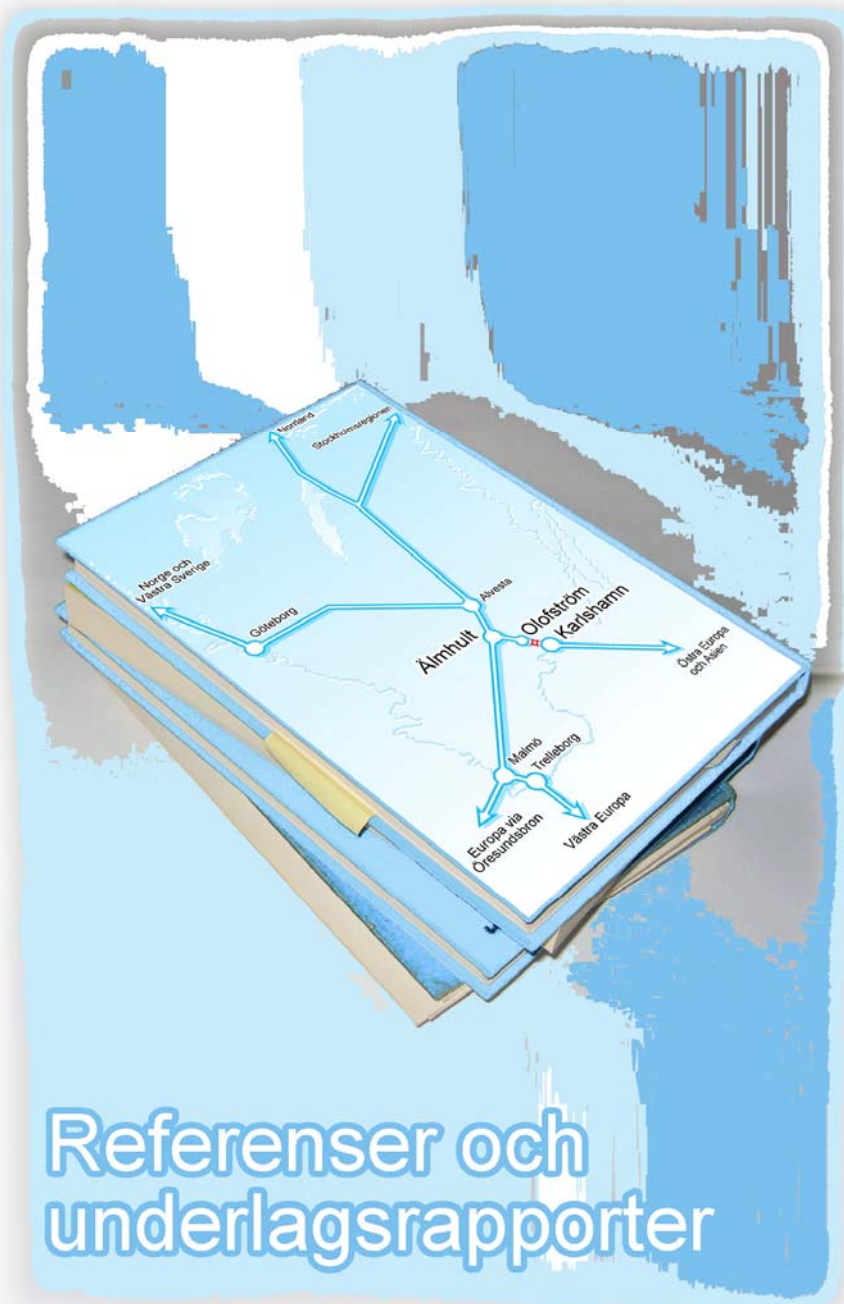 Norrland
Stockholmsregionen
Norge och
Västra Sverige
Göteborg
Alvesta
Älmhult
Olofström
Karlshamn
Östra Europa
och Asien
Malmö
Trelleborg
Europa via
Öresundsbron
Västra Europa
Referenser och
underlagsrapporter